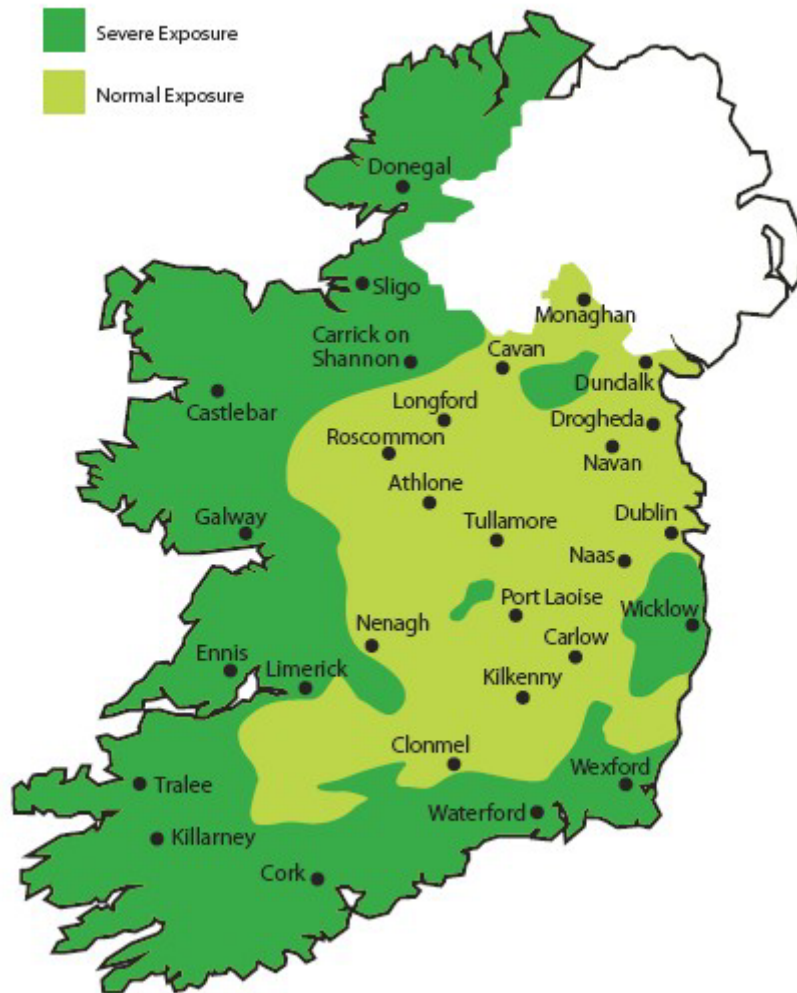 Severe Exposure
Normal Exposure
Donegal
Sligo
Monaghan
Carrick on
Shannon
Cavan
Dundalk
Castlebar
Longford
Drogheda
Roscommon
Navan
Athlone
Galway
Tullamore
Dublin
Naas
Port Laoise
Wicklow
Nenagh
Carlow
Ennis
Limerick
Kilkenny
Clonmel
Wexford
Tralee
Waterford
Killarney
Cork